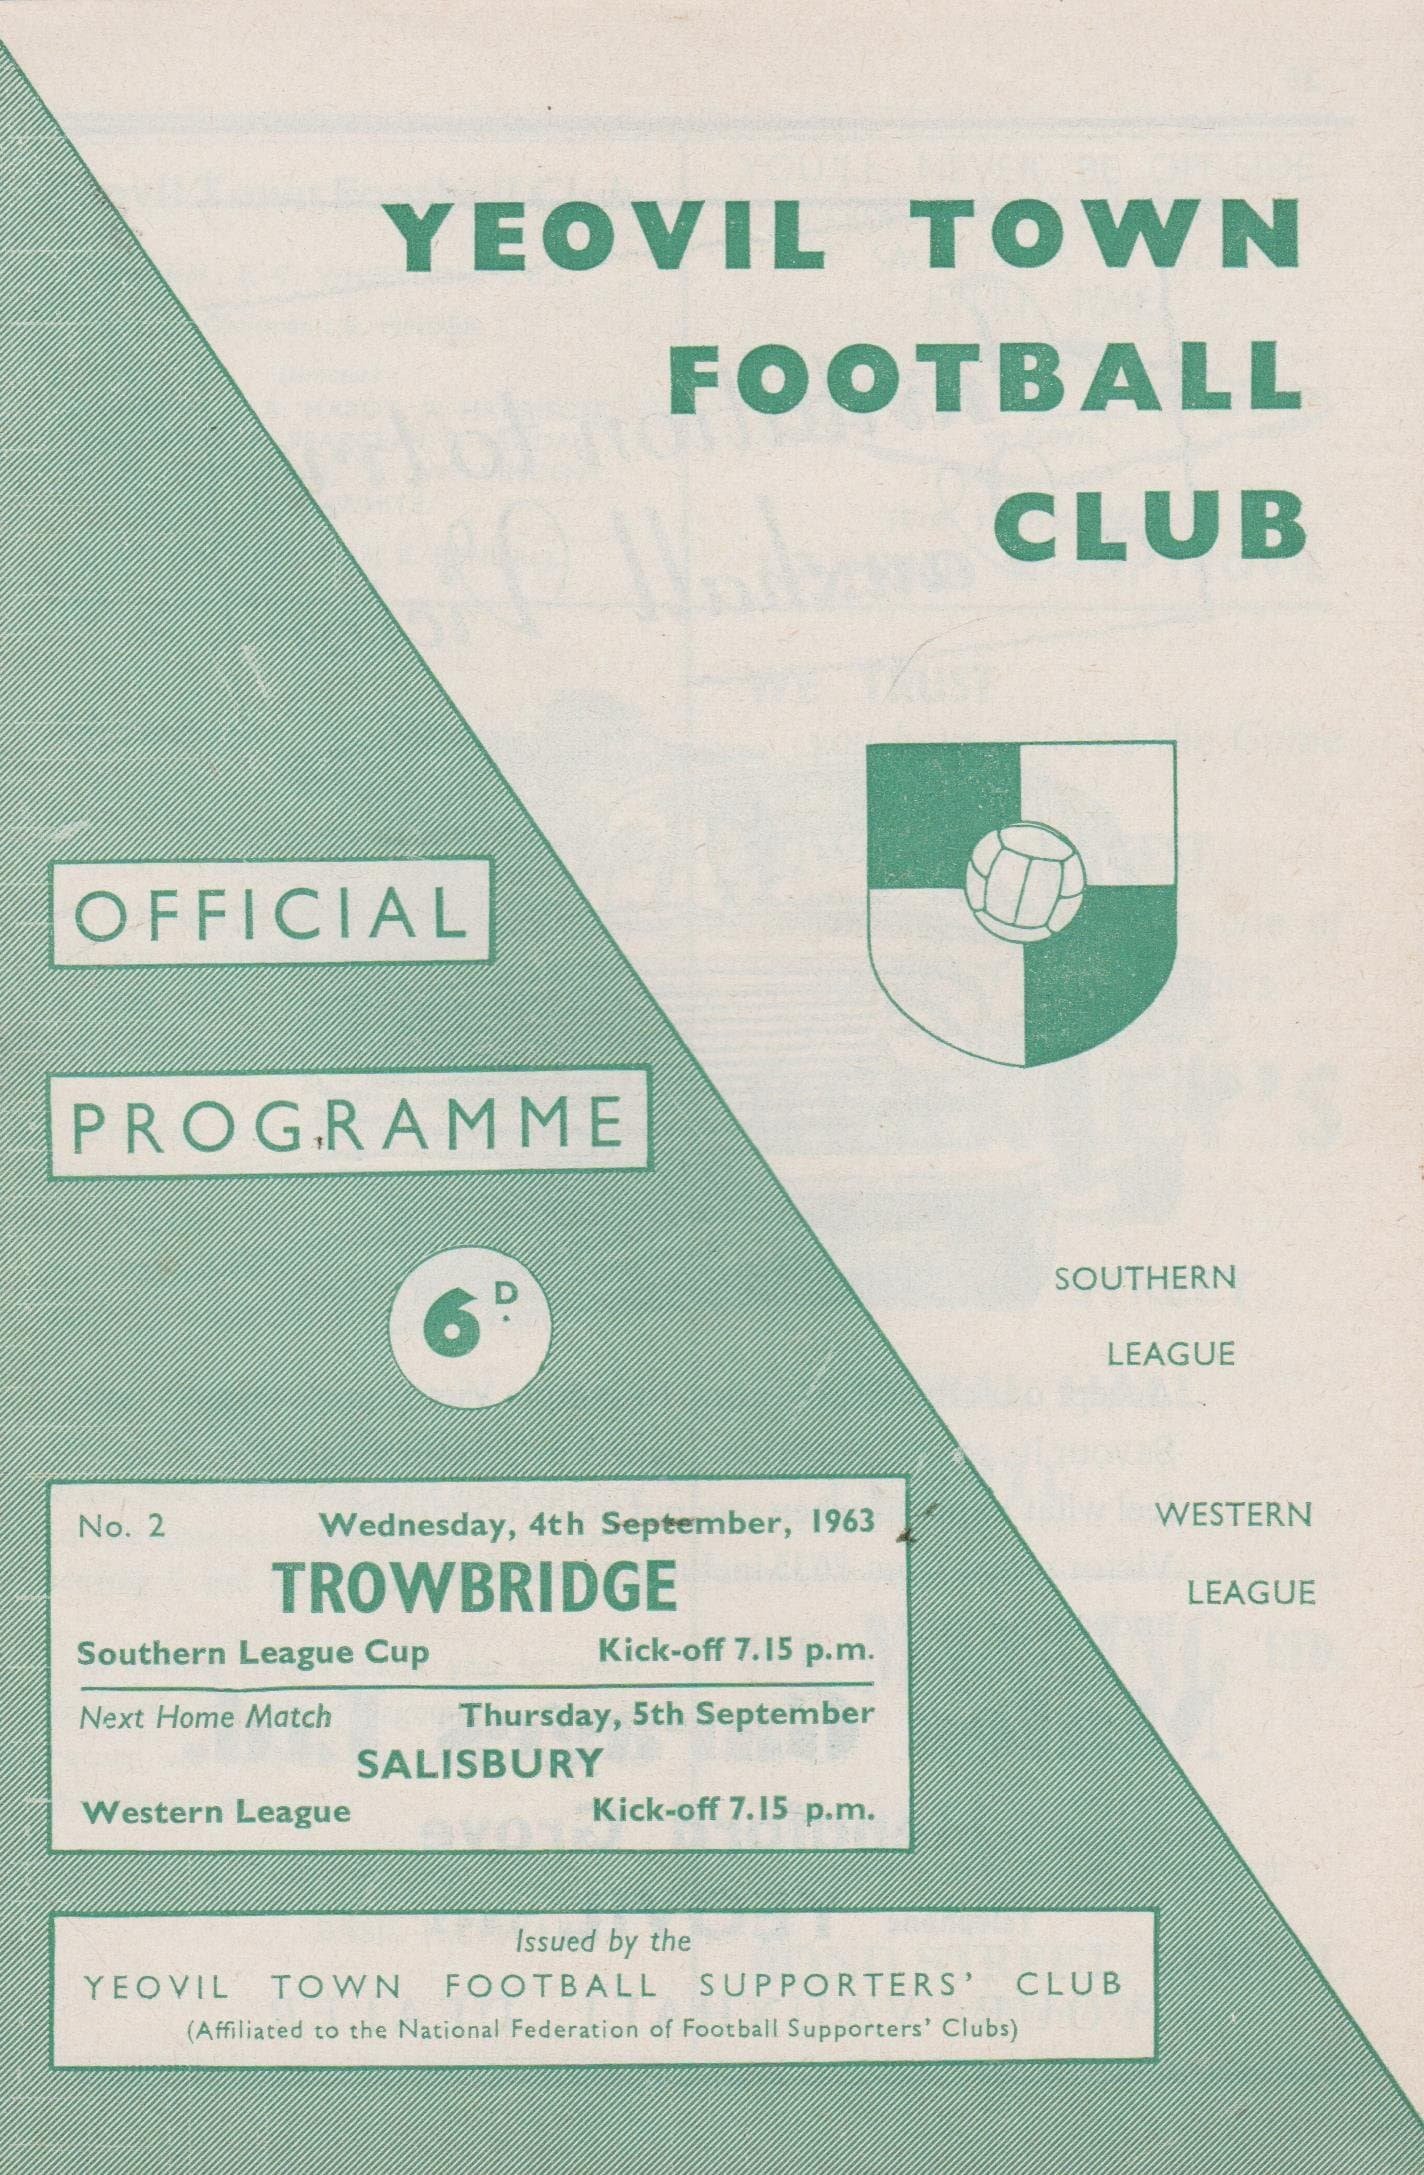 YEOVIL TOWN
FOOTBALL
CLUB
OFFICIAL
PROGRAMME
6D.
SOUTHERN
LEAGUE
WESTERN
LEAGUE
No. 2 Wednesday, 4th September, 1963
TROWBRIDGE
Southern League Cup Kick-off 7.15 p.m.
Next Home Match Thursday, 5th September
SALISBURY
Western League Kick-off 7.15 p.m.
Issued by the
YEOVIL TOWN FOOTBALL SUPPORTERS' CLUB
(Affiliated to the National Federation of Football Supporters' Clubs)